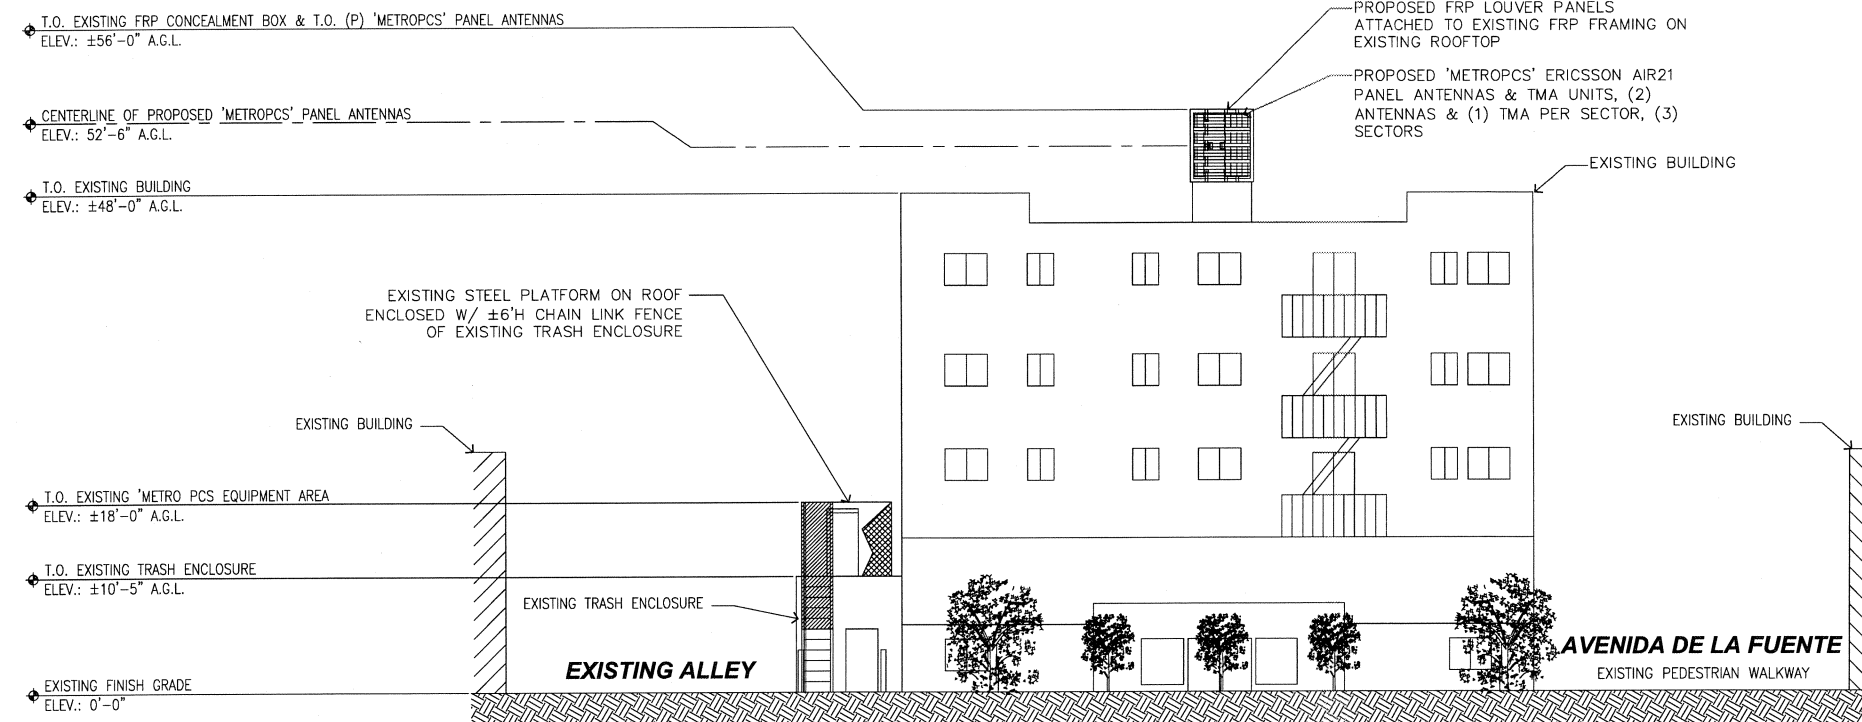 T.O. EXISTING FRP CONCEALMENT BOX & T.O. (P) 'METROPCS' PANEL ANTENNAS
ELEV.: ±56'-0" A.G.L.
CENTERLINE OF PROPOSED 'METROPCS' PANEL ANTENNAS
ELEV.: 52'-6" A.G.L.
T.O. EXISTING BUILDING
ELEV.: ±48'-0" A.G.L.
PROPOSED FRP LOUVER PANELS
ATTACHED TO EXISTING FRP FRAMING ON
EXISTING ROOFTOP
PROPOSED 'METROPCS' ERICSSON AIR21
PANEL ANTENNAS & TMA UNITS, (2)
ANTENNAS & (1) TMA PER SECTOR, (3)
SECTORS
EXISTING BUILDING
EXISTING STEEL PLATFORM ON ROOF
ENCLOSED W/ ±6'H CHAIN LINK FENCE
OF EXISTING TRASH ENCLOSURE
EXISTING BUILDING
EXISTING BUILDING
T.O. EXISTING 'METRO PCS EQUIPMENT AREA
ELEV.: ±18'-0" A.G.L.
T.O. EXISTING TRASH ENCLOSURE
ELEV.: ±10'-5" A.G.L.
EXISTING TRASH ENCLOSURE
EXISTING ALLEY
AVENIDA DE LA FUENTE
EXISTING PEDESTRIAN WALKWAY
EXISTING FINISH GRADE
ELEV.: 0'-0"